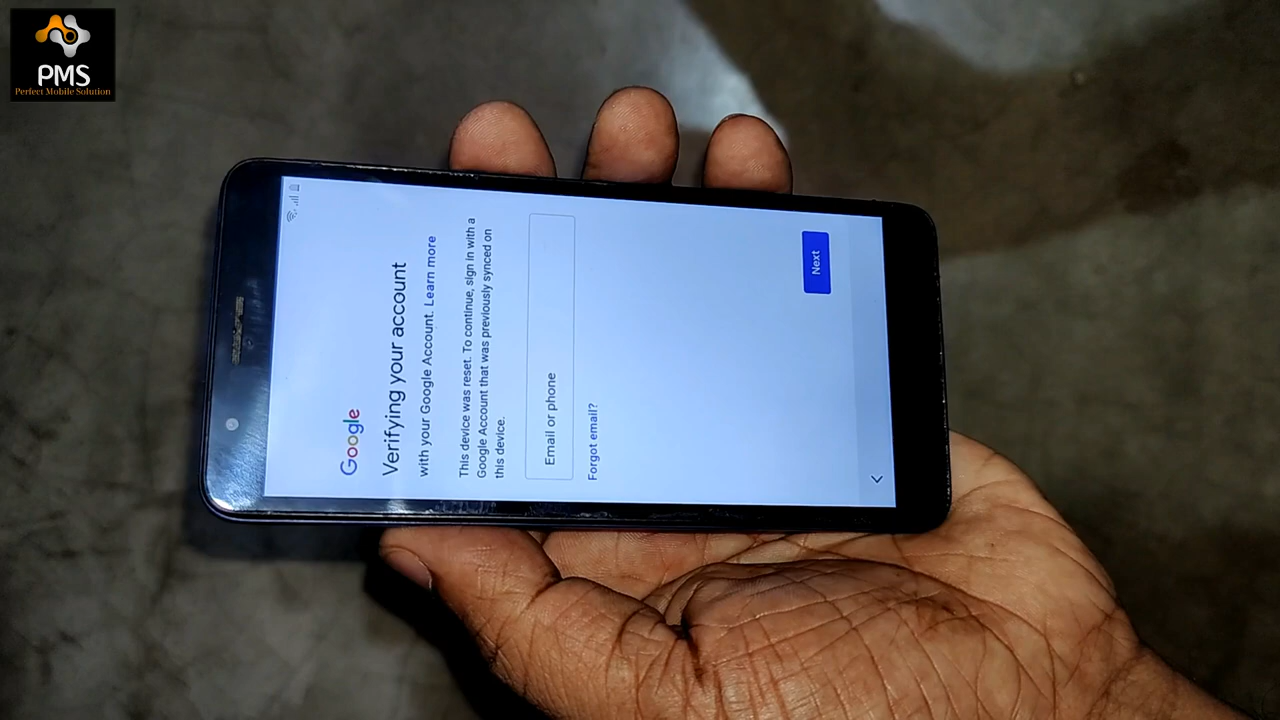 PMS
Perfect Mobile Solution
Google
Verifying your account
with your Google Account. Learn more
This device was reset. To continue, sign in with a
Google Account that was previously synced on
this device.
Email or phone
Forgot email?
Next